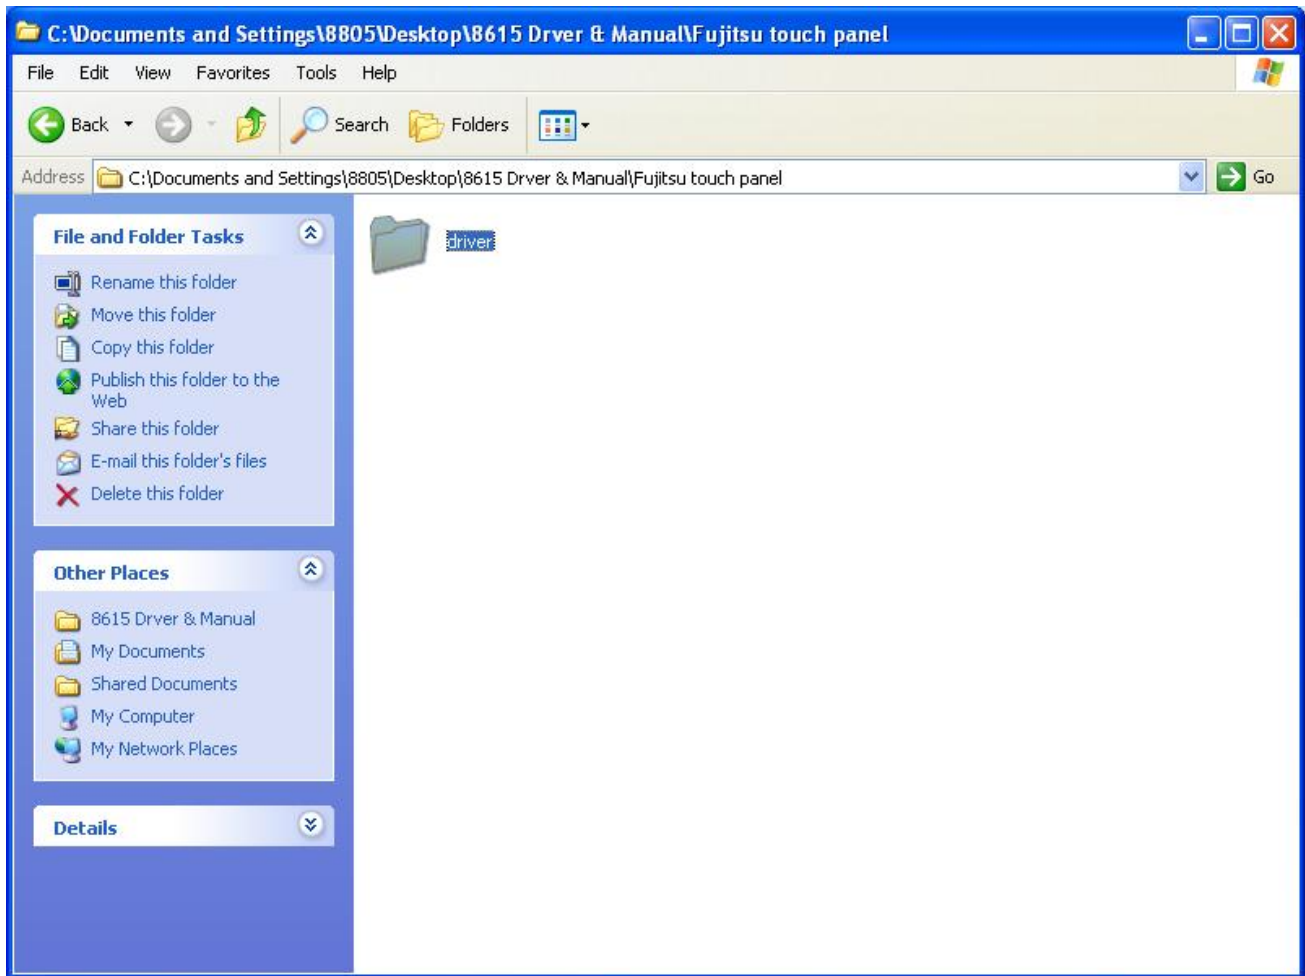 C:\Documents and Settings\8805\Desktop\8615 Drver & Manual\Fujitsu touch panel
File Edit View Favorites Tools Help
Back Search Folders
Address C:\Documents and Settings\8805\Desktop\8615 Drver & Manual\Fujitsu touch panel Go
File and Folder Tasks
Rename this folder
Move this folder
Copy this folder
Publish this folder to the
Web
Share this folder
E-mail this folder's files
Delete this folder
Other Places
8615 Drver & Manual
My Documents
Shared Documents
My Computer
My Network Places
Details
driver